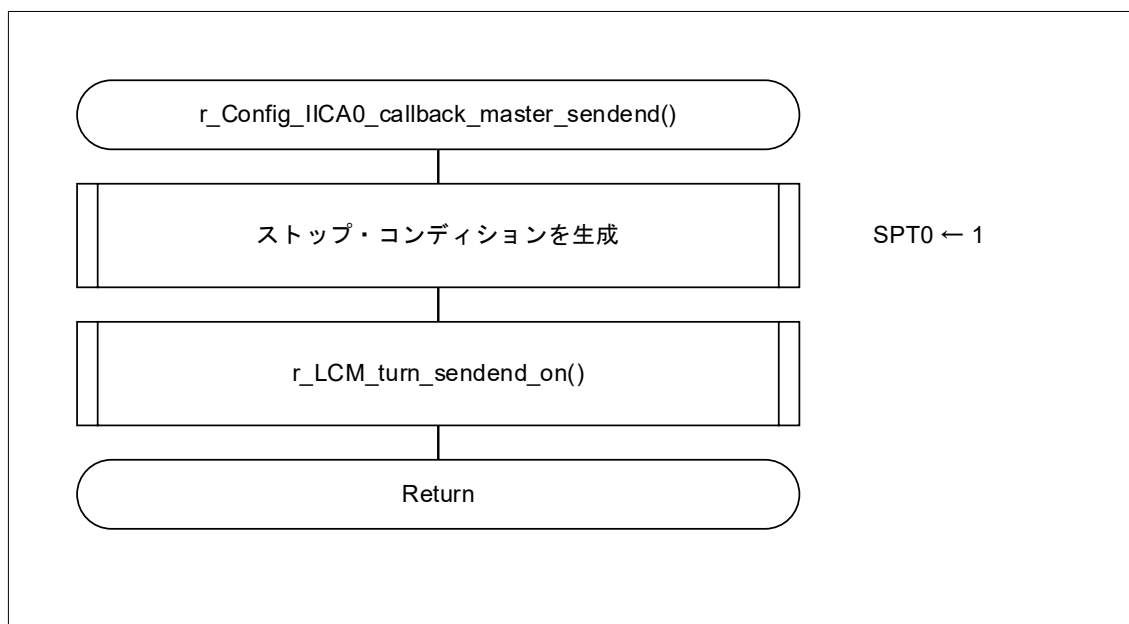 r_Config_IICA0_callback_master_sendend()
ストップ・コンディションを生成
SPT0 ← 1
r_LCM_turn_sendend_on()
Return